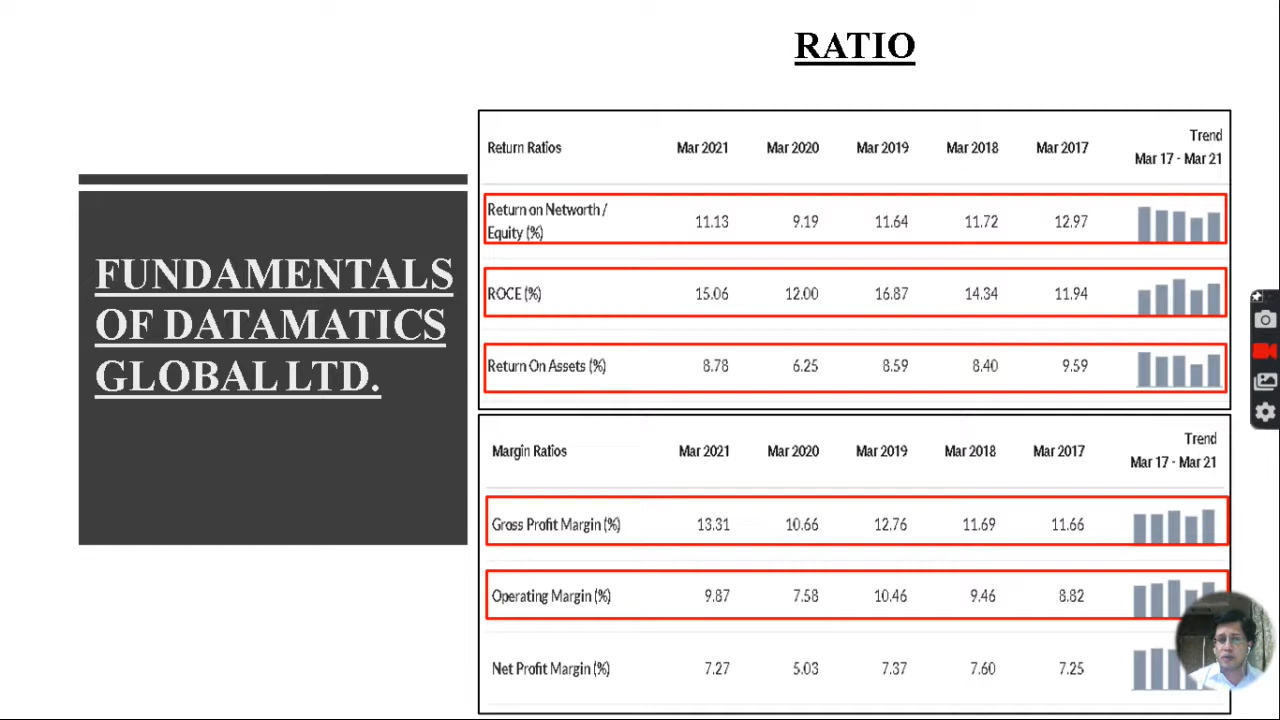 RATIO
FUNDAMENTALS
OF DATAMATICS
GLOBAL LTD.
Return Ratios Mar 2021 Mar 2020 Mar 2019 Mar 2018 Mar 2017 Trend
Mar 17 - Mar 21
Return on Networth /
Equity (%) 11.13 9.19 11.64 11.72 12.97
ROCE (%) 15.06 12.00 16.87 14.34 11.94
Return On Assets (%) 8.78 6.25 8.59 8.40 9.59
Margin Ratios Mar 2021 Mar 2020 Mar 2019 Mar 2018 Mar 2017 Trend
Mar 17 - Mar 21
Gross Profit Margin (%) 13.31 10.66 12.76 11.69 11.66
Operating Margin (%) 9.87 7.58 10.46 9.46 8.82
Net Profit Margin (%) 7.27 5.03 7.37 7.60 7.25